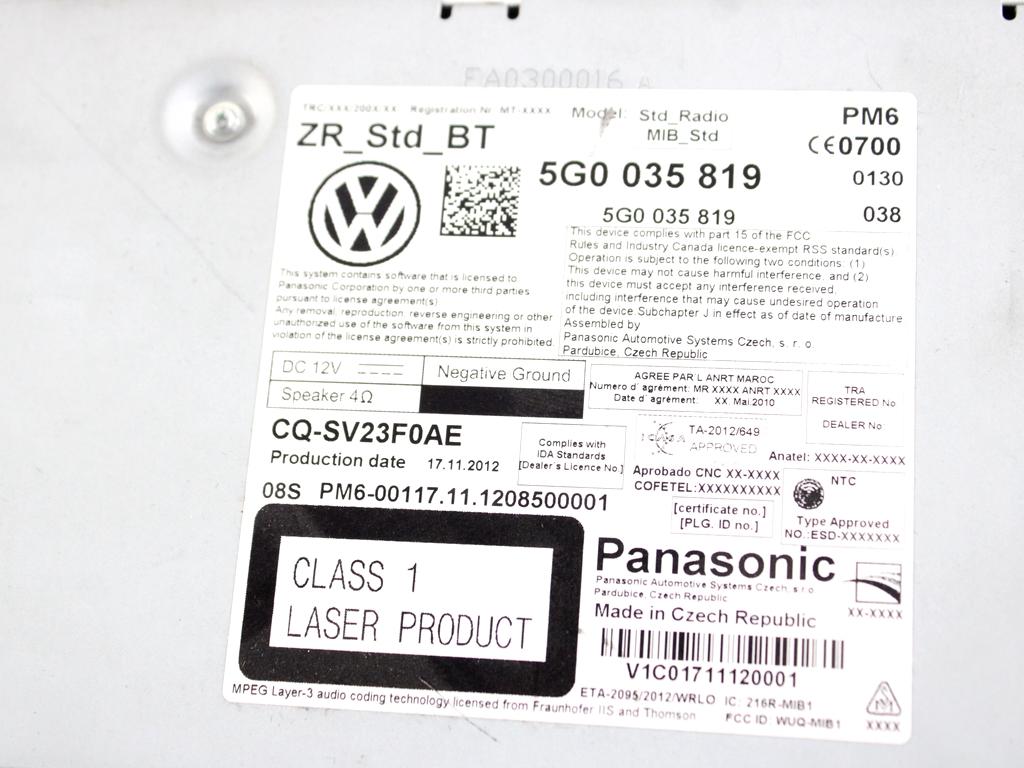 FA0300016 A
TRC/XXX/200X/XX Registration Nr: MT-XXXX
Model: Std_Radio
MIB_Std
PM6
ZR_Std_BT
CE0700
5G0 035 819
0130
5G0 035 819
038
This device complies with part 15 of the FCC
Rules and Industry Canada licence-exempt RSS standard(s).
Operation is subject to the following two conditions: (1)
This device may not cause harmful interference, and (2)
this device must accept any interference received,
including interference that may cause undesired operation
of the device.Subchapter J,in effect as of date of manufacture
Assembled by
Panasonic Automotive Systems Czech, s. r. o.
Pardubice, Czech Republic
This system contains software that is licensed to
Panasonic Corporation by one or more third parties
pursuant to license agreement(s).
Any removal, reproduction, reverse engineering or other
unauthorized use of the software from this system in
violation of the license agreement(s) is strictly prohibited.
DC 12V
Negative Ground
Speaker 4Ω
AGREE PAR'L ANRT MAROC
Numero d' agrément: MR XXXX ANRT XXXX
Date d' agrément: XX. Mai.2010
TRA
REGISTERED No
DEALER No
CQ-SV23F0AE
Production date 17.11.2012
Complies with
IDA Standards
[Dealer's Licence No.]
ICASA
TA-2012/649
APPROVED
Anatel: XXXX-XX-XXXX
Aprobado CNC XX-XXXX
COFETEL:XXXXXXXXXX
NTC
Type Approved
NO.:ESD-XXXXXXX
08S PM6-00117.11.1208500001
[certificate no.]
[PLG. ID no.]
CLASS 1
LASER PRODUCT
Panasonic
Panasonic Automotive Systems Czech, s.r.o.
Pardubice, Czech Republic
Made in Czech Republic
XX-XXXX
V1C01711120001
MPEG Layer-3 audio coding technology licensed from Fraunhofer IIS and Thomson
ETA-2095/2012/WRLO IC: 216R-MIB1
FCC ID: WUQ-MIB1
XXXX